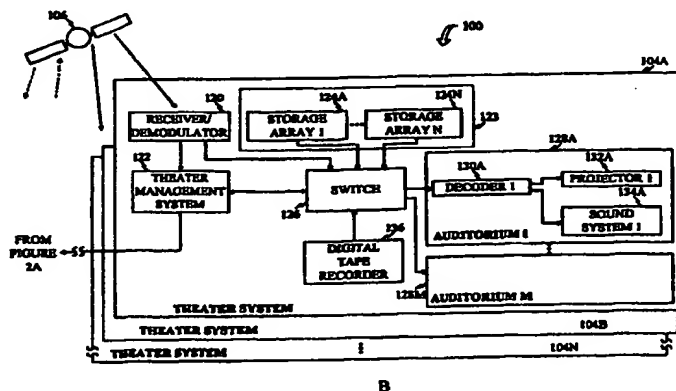 106
100
104A
120
124A
124N
RECEIVER/
DEMODULATOR
STORAGE
ARRAY 1
STORAGE
ARRAY N
123
128A
122
THEATER
MANAGEMENT
SYSTEM
SWITCH
126
130A
DECODER 1
132A
PROJECTOR 1
134A
SOUND
SYSTEM 1
AUDITORIUM 1
FROM
FIGURE
2A
136
DIGITAL
TAPE
RECORDER
128M
AUDITORIUM M
THEATER SYSTEM
THEATER SYSTEM
104B
THEATER SYSTEM
104N
B